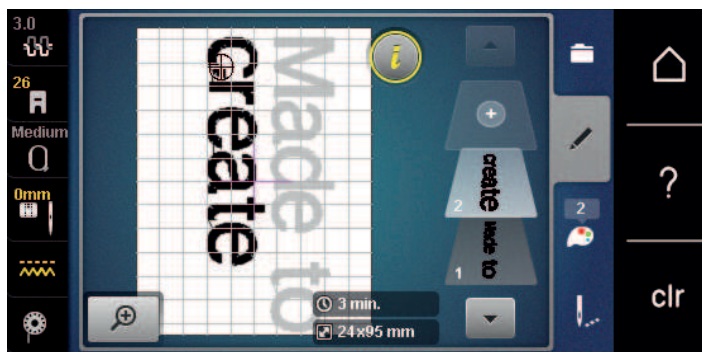 3.0
26
Medium
0mm
Made to
create
i
create
2
Made to
1
3 min.
24x95 mm
2
?
clr